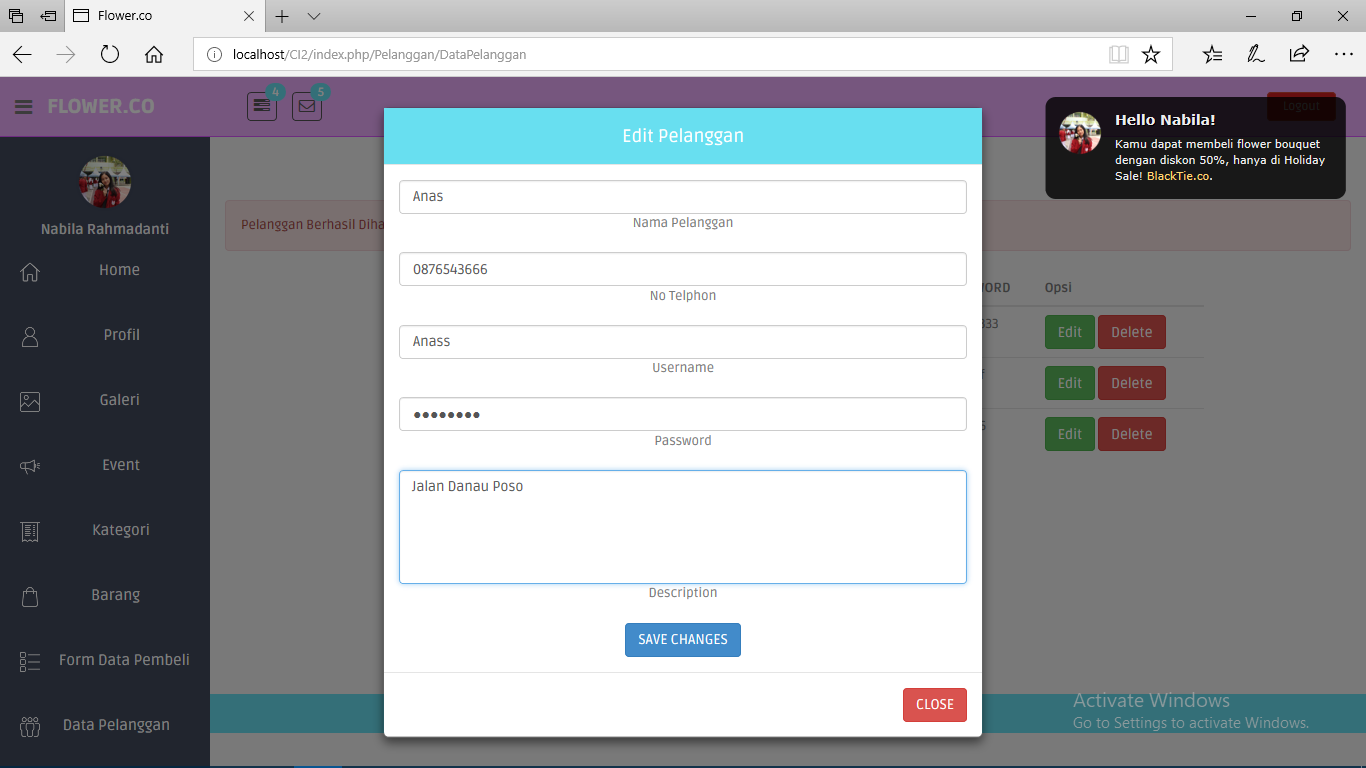 Flower.co
localhost/CI2/index.php/Pelanggan/DataPelanggan
FLOWER.CO
4
5
Logout
Hello Nabila!
Kamu dapat membeli flower bouquet
dengan diskon 50%, hanya di Holiday
Sale! BlackTie.co.
Nabila Rahmadanti
Home
Profil
Galeri
Event
Kategori
Barang
Form Data Pembeli
Data Pelanggan
Pelanggan Berhasil
Edit Pelanggan
Anas
Nama Pelanggan
0876543666
No Telphon
Anass
Username
••••••••
Password
Jalan Danau Poso
Description
SAVE CHANGES
CLOSE
Opsi
Edit Delete
Edit Delete
Edit Delete
Activate Windows
Go to Settings to activate Windows.